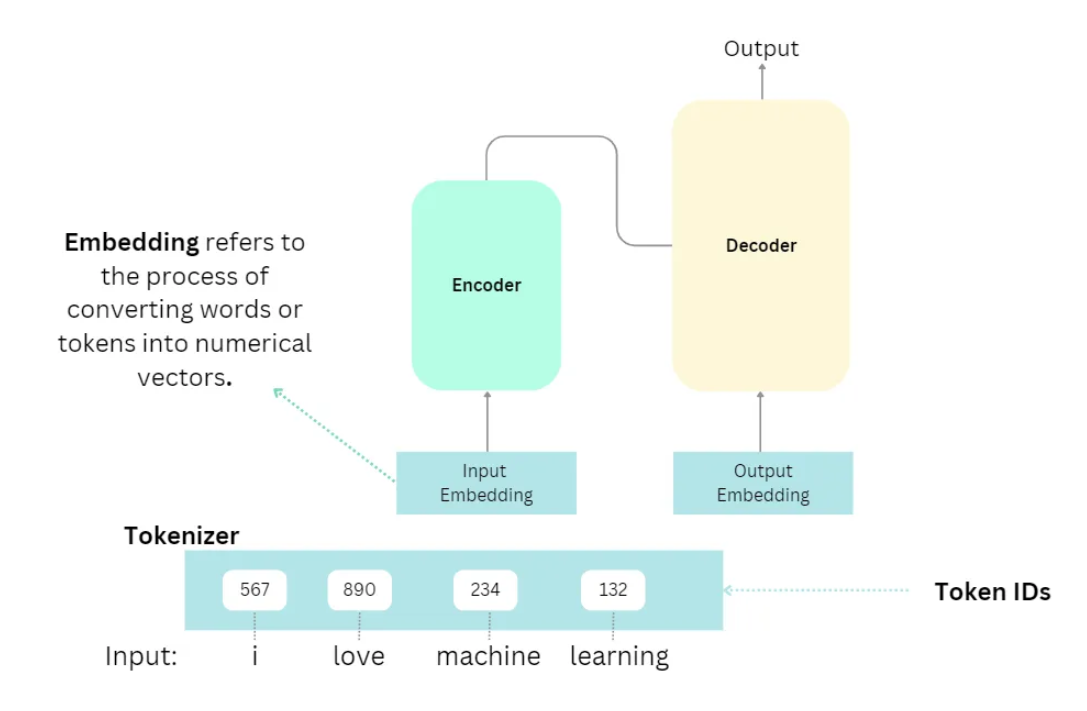 Output
Embedding refers to
the process of
converting words or
tokens into numerical
vectors.
Encoder
Decoder
Input
Embedding
Output
Embedding
Tokenizer
567 890 234 132
Token IDs
Input: i love machine learning